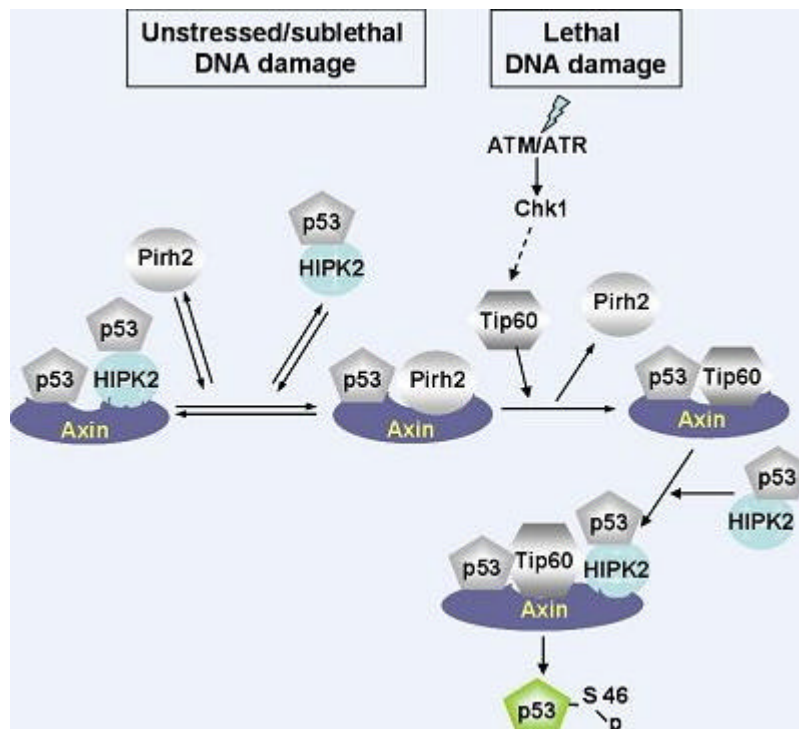 Unstressed/sublethal
DNA damage
Lethal
DNA damage
ATM/ATR
Chk1
p53
HIPK2
Pirh2
p53
p53
HIPK2
Axin
p53
Pirh2
Axin
Tip60
Pirh2
p53
Tip60
Axin
p53
HIPK2
p53
Tip60
p53
HIPK2
Axin
p53
S 46
p